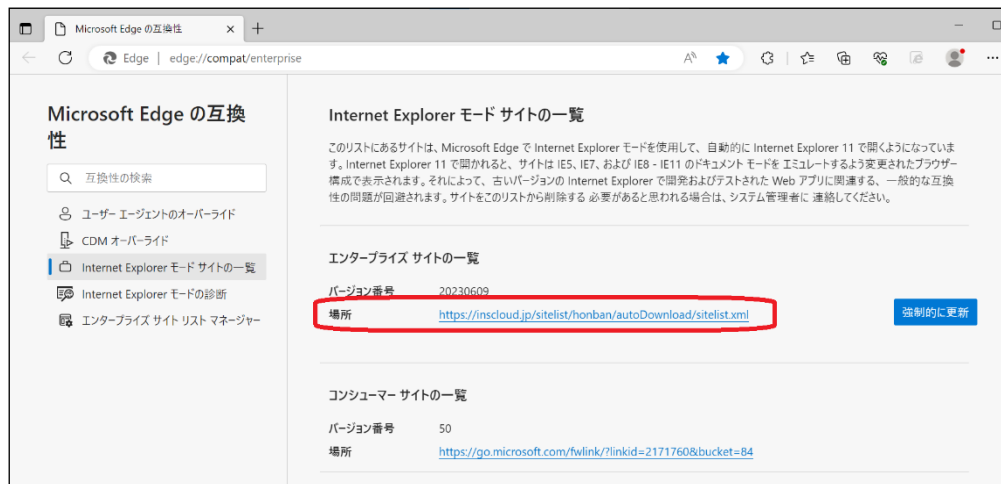 Microsoft Edge の互換性
Edge | edge://compat/enterprise
Microsoft Edge の互換
性
互換性の検索
ユーザー エージェントのオーバーライド
CDM オーバーライド
Internet Explorer モード サイトの一覧
Internet Explorer モードの診断
エンタープライズ サイト リスト マネージャー
Internet Explorer モード サイトの一覧
このリストにあるサイトは、Microsoft Edge で Internet Explorer モードを使用して、自動的に Internet Explorer 11 で開くようになっていま
す。Internet Explorer 11 で開かれると、サイトは IE5、IE7、および IE8 - IE11 のドキュメント モードを エミュレートするよう変更されたブラウザー
構成で表示されます。それによって、古いバージョンの Internet Explorer で開発およびテストされた Web アプリに関連する、一般的な互換
性の問題が回避されます。サイトをこのリストから削除する 必要があると思われる場合は、システム管理者に 連絡してください。
エンタープライズ サイトの一覧
バージョン番号 20230609
場所 https://inscloud.jp/sitelist/honban/autoDownload/sitelist.xml
強制的に更新
コンシューマー サイトの一覧
バージョン番号 50
場所 https://go.microsoft.com/fwlink/?linkid=2171760&bucket=84